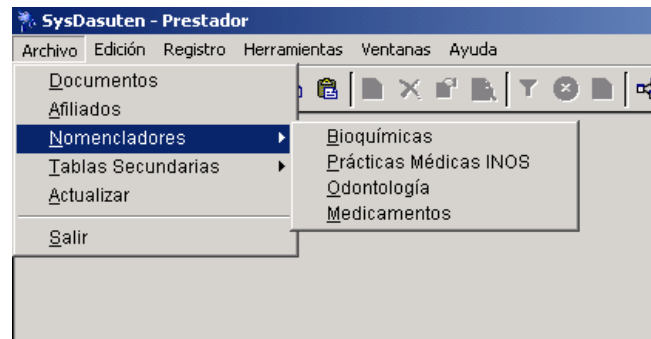 SysDasuten - Prestador
Archivo Edición Registro Herramientas Ventanas Ayuda
Documentos
Afiliados
Nomencladores
Tablas Secundarias
Actualizar
Salir
Bioquímicas
Prácticas Médicas INOS
Odontología
Medicamentos